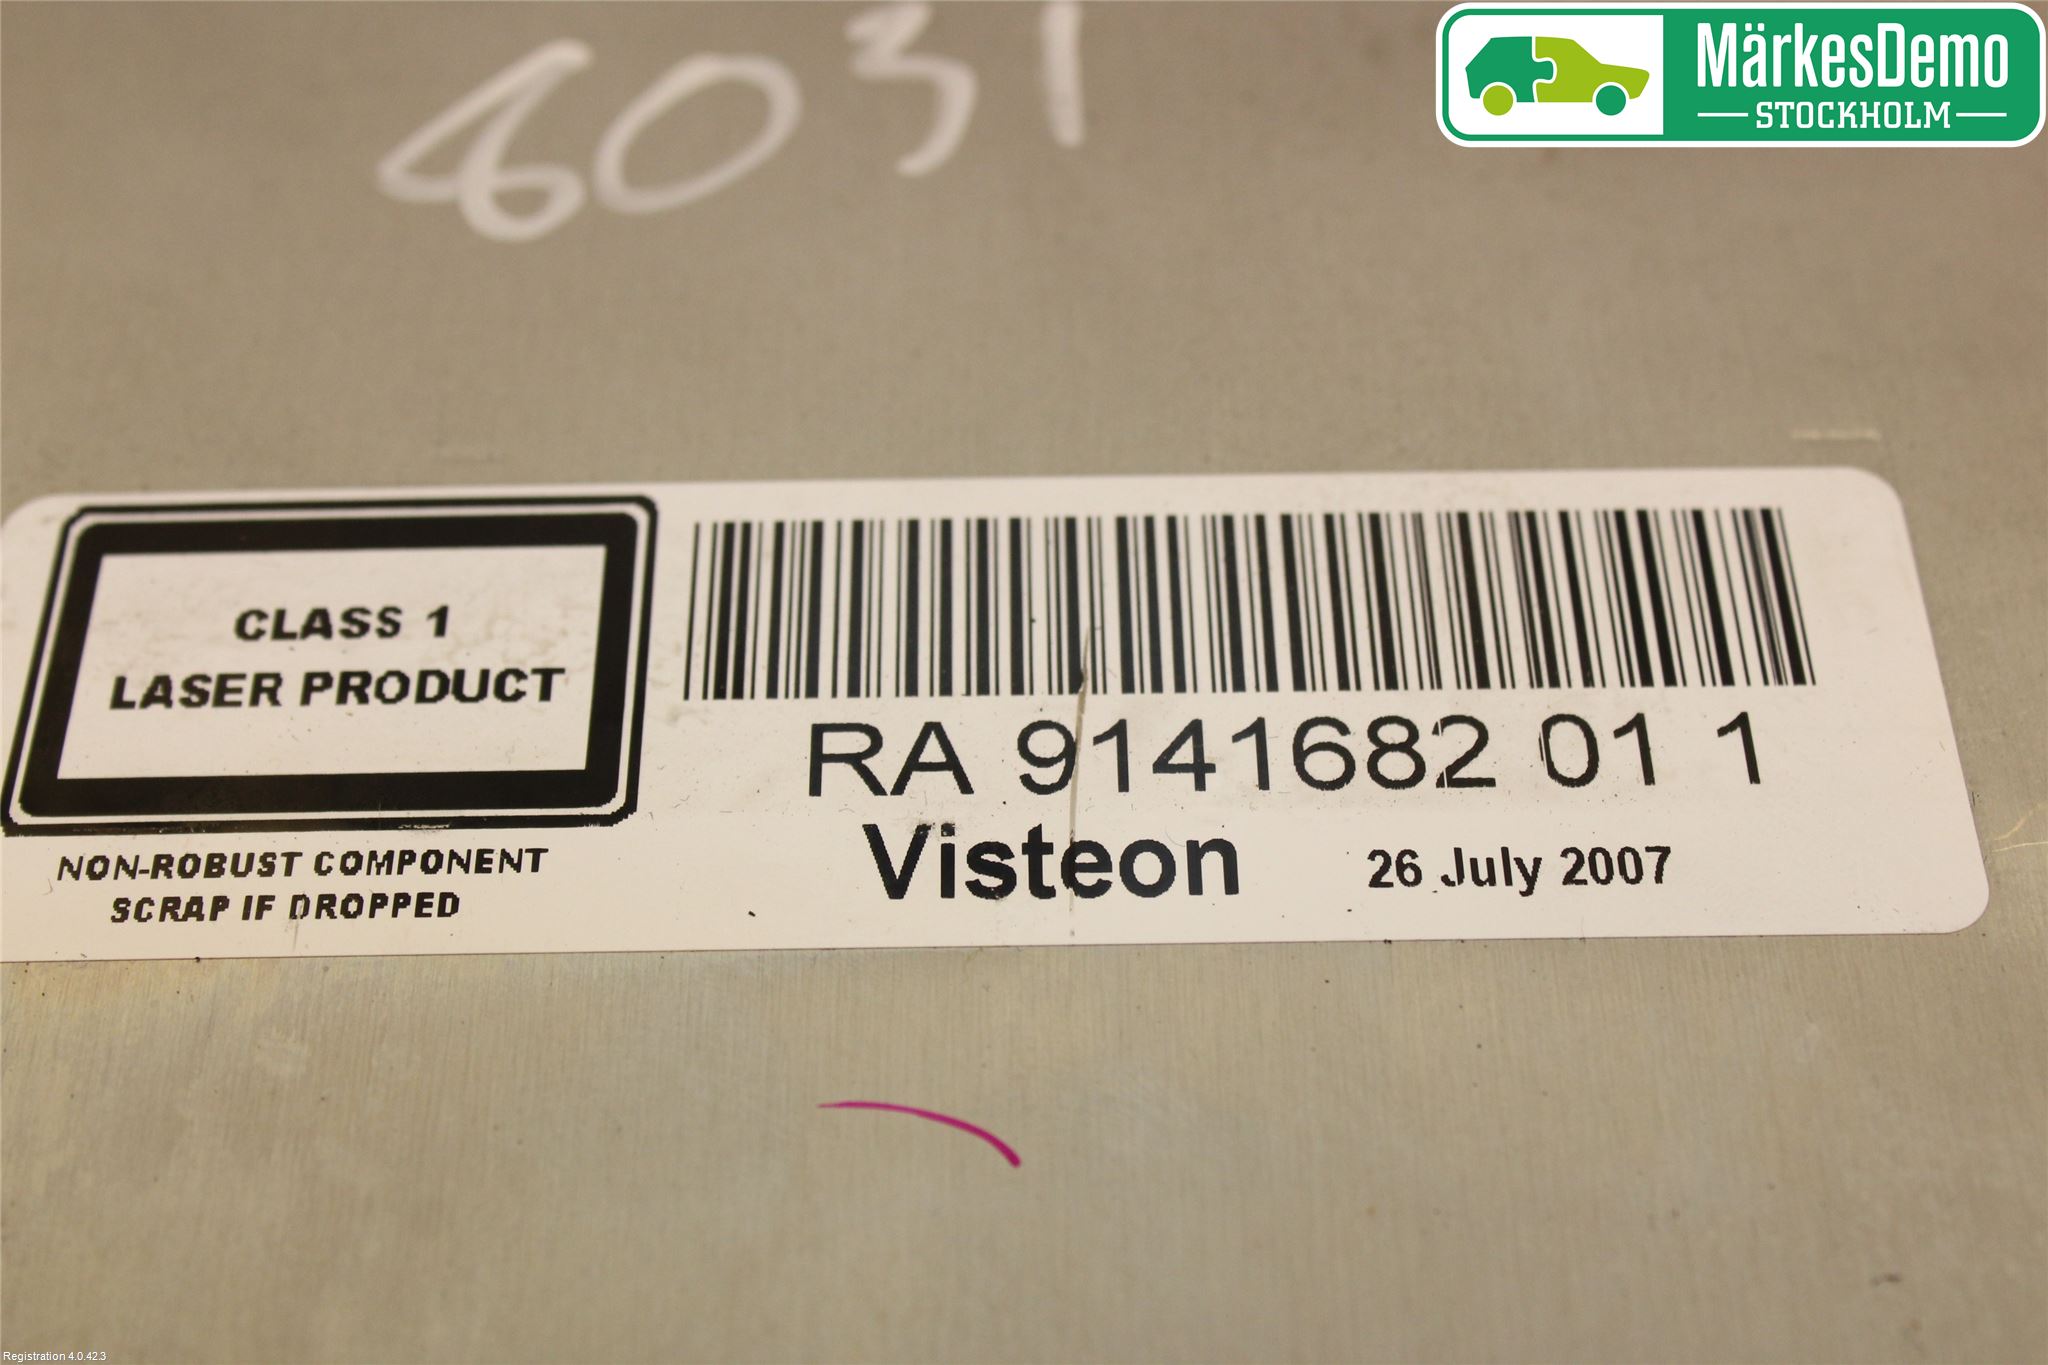 6031
MärkesDemo
STOCKHOLM
CLASS 1
LASER PRODUCT
NON-ROBUST COMPONENT
SCRAP IF DROPPED
RA 9141682 01 1
Visteon
26 July 2007
Registration 4.0.42.3